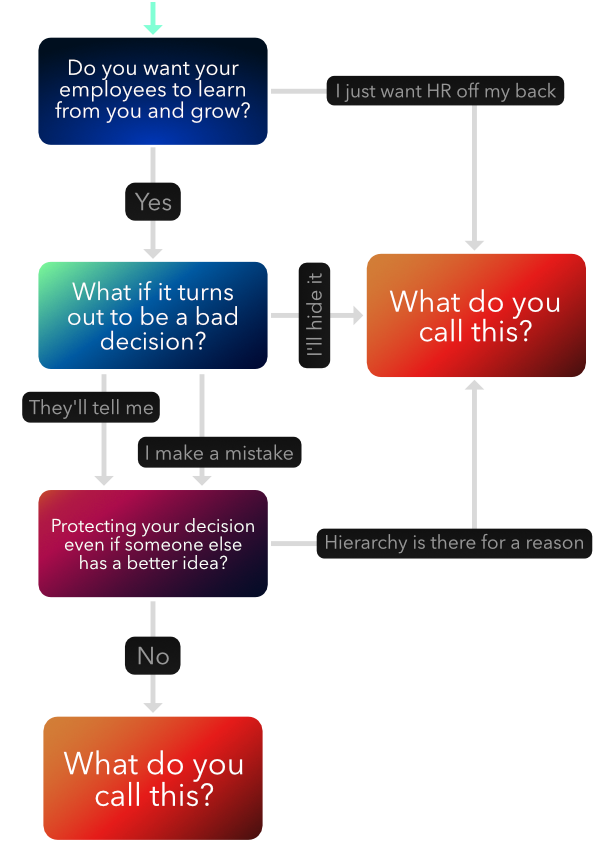 Do you want your
employees to learn
from you and grow?
I just want HR off my back
Yes
What if it turns
out to be a bad
decision?
I'll hide it
What do you
call this?
They'll tell me
I make a mistake
Protecting your decision
even if someone else
has a better idea?
Hierarchy is there for a reason
No
What do you
call this?